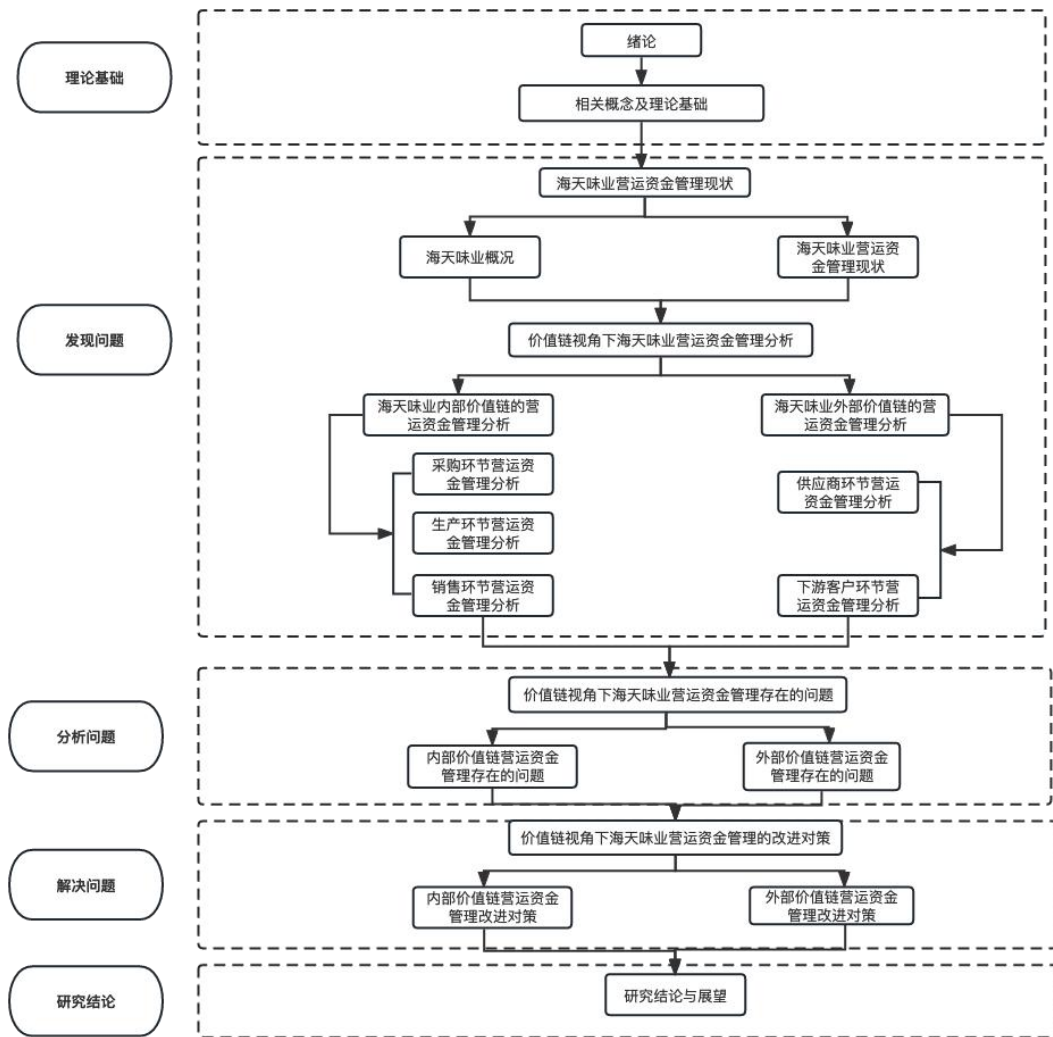 绪论
理论基础
相关概念及理论基础
海天味业营运资金管理现状
海天味业概况
海天味业营运资
金管理现状
发现问题
价值链视角下海天味业营运资金管理分析
海天味业内部价值链的营
运资金管理分析
海天味业外部价值链的营
运资金管理分析
采购环节营运资
金管理分析
供应商环节营运
资金管理分析
生产环节营运资
金管理分析
销售环节营运资
金管理分析
下游客户环节营
运资金管理分析
价值链视角下海天味业营运资金管理存在的问题
分析问题
内部价值链营运资金
管理存在的问题
外部价值链营运资金
管理存在的问题
价值链视角下海天味业营运资金管理的改进对策
解决问题
内部价值链营运资金
管理改进对策
外部价值链营运资金
管理改进对策
研究结论
研究结论与展望